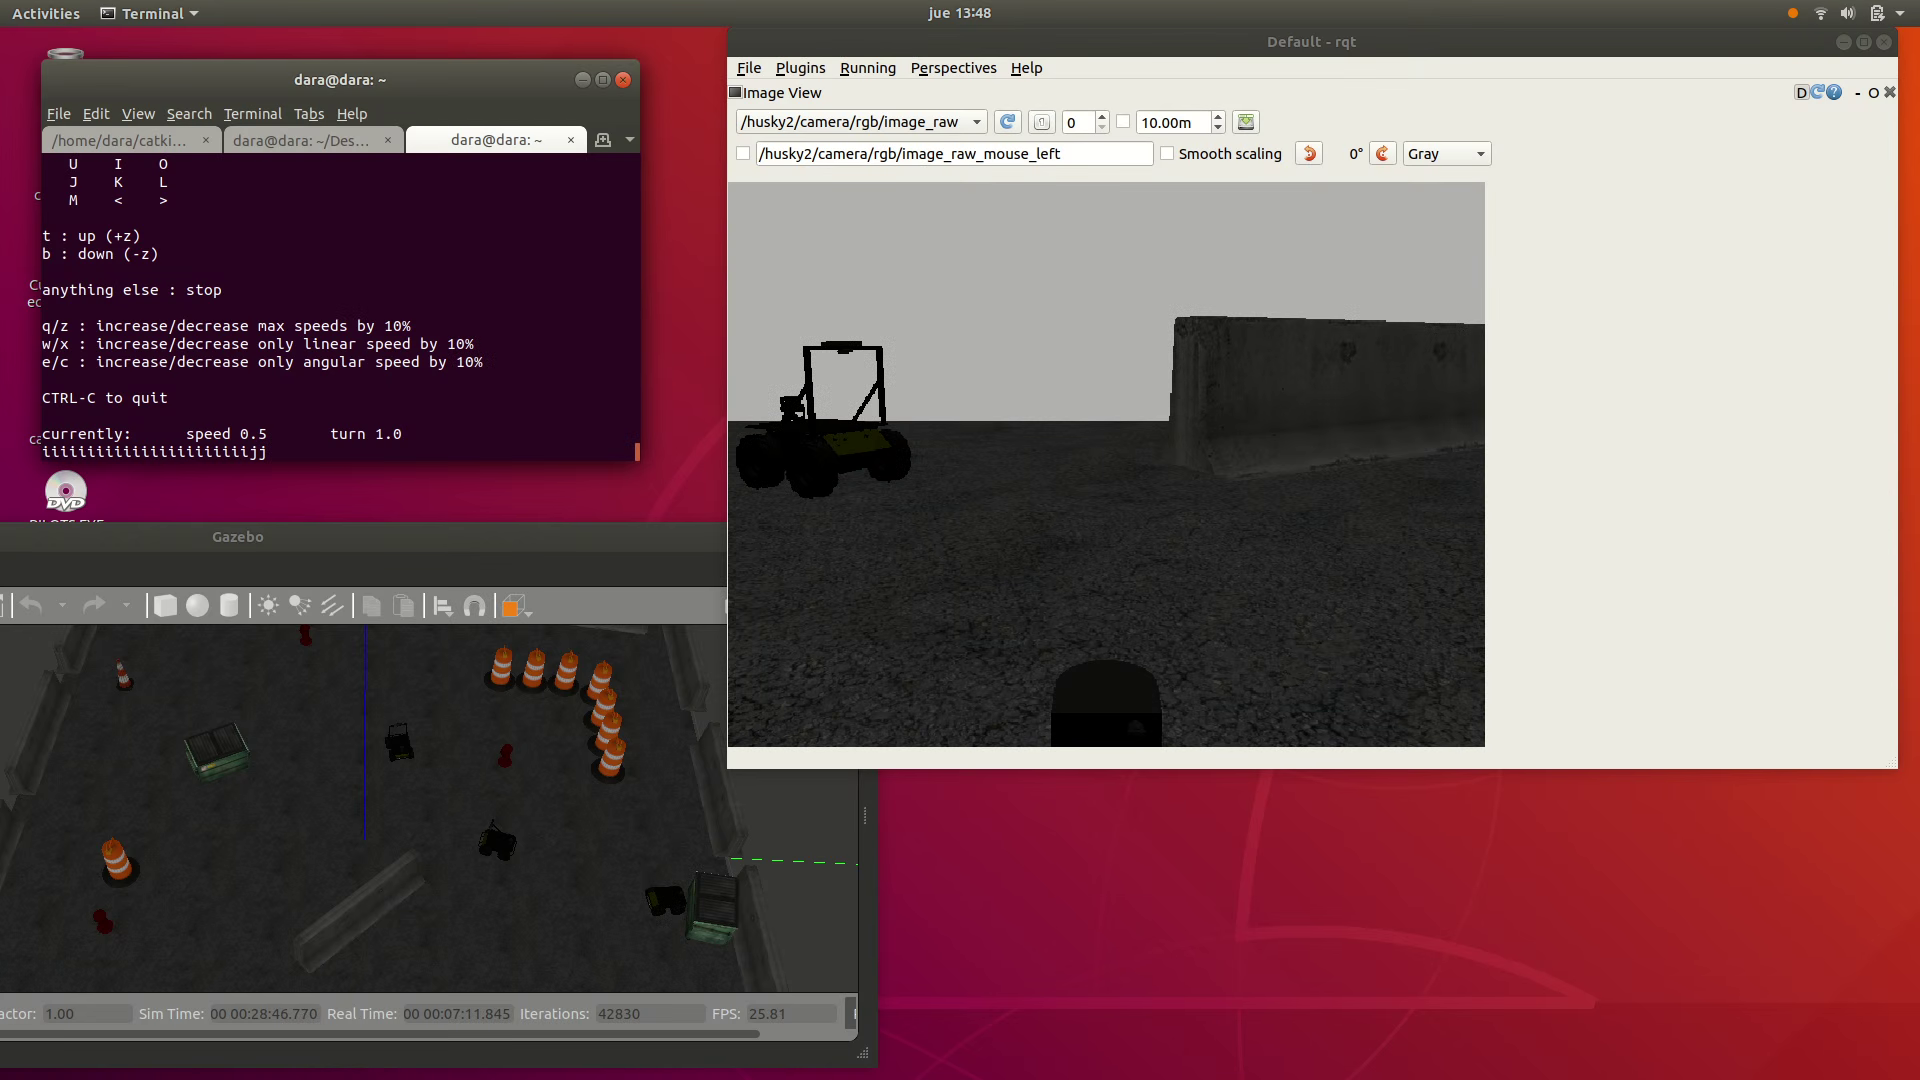 Activities
Terminal
jue 13:48
dara@dara: ~
File Edit View Search Terminal Tabs Help
/home/dara/catki...
dara@dara: ~/Des...
dara@dara: ~
U I O
J K L
M < >
t : up (+z)
b : down (-z)
anything else : stop
q/z : increase/decrease max speeds by 10%
w/x : increase/decrease only linear speed by 10%
e/c : increase/decrease only angular speed by 10%
CTRL-C to quit
currently: speed 0.5 turn 1.0
iiiiiiiiiiiiiiiiiiiiiiijj
DVD
Default - rqt
File Plugins Running Perspectives Help
Image View
D
- O
/husky2/camera/rgb/image_raw
0
10.00m
/husky2/camera/rgb/image_raw_mouse_left
Smooth scaling
0°
Gray
Gazebo
actor: 1.00 Sim Time: 00 00:28:46.770 Real Time: 00 00:07:11.845 Iterations: 42830 FPS: 25.81